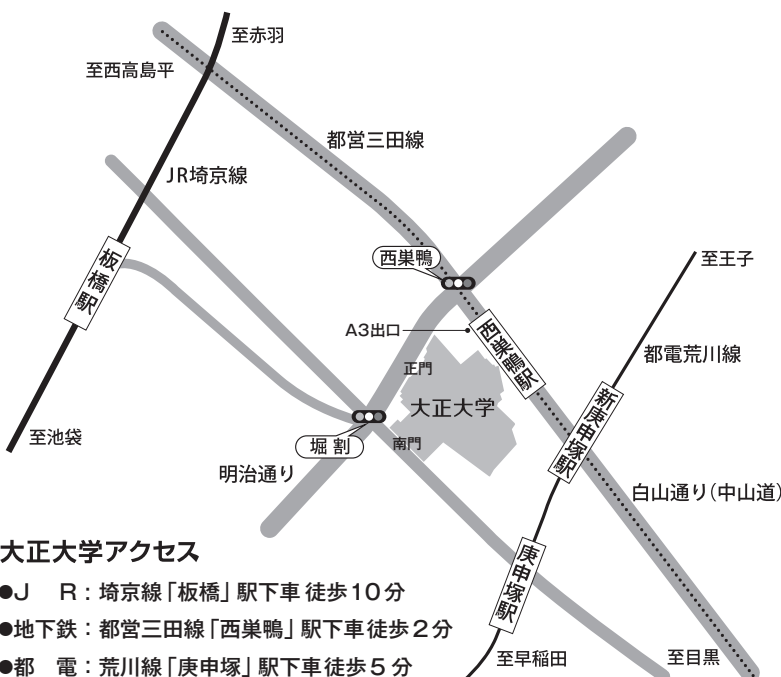 至赤羽
至西高島平
都営三田線
JR埼京線
西巣鴨
板橋駅
至王子
A3出口
西巣鴨駅
都電荒川線
正門
大正大学
新庚申塚駅
至池袋
堀割
南門
明治通り
白山通り(中山道)
庚申塚駅
至早稲田
至目黒
大正大学アクセス
●J R:埼京線「板橋」駅下車 徒歩10分
●地下鉄:都営三田線「西巣鴨」駅下車徒歩2分
●都 電:荒川線「庚申塚」駅下車徒歩5分